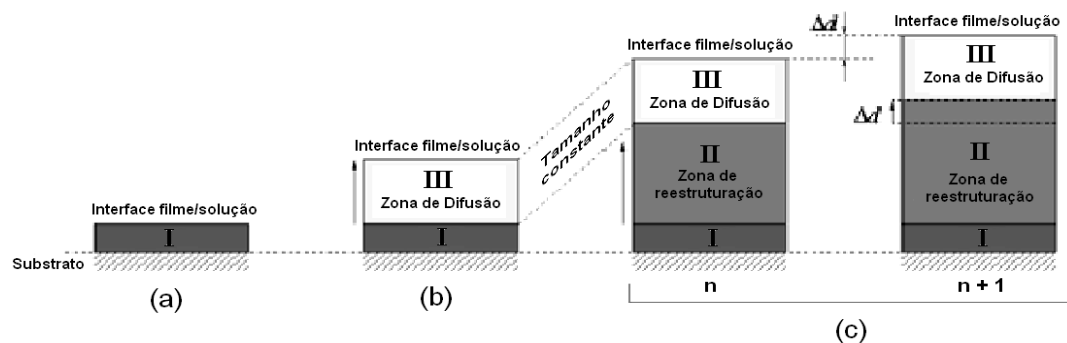 Interface filme/solução
I
Substrato
(a)
Interface filme/solução
III
Zona de Difusão
I
(b)
Tamanho
constante
Interface filme/solução
III
Zona de Difusão
II
Zona de
reestruturação
I
n
Δd
Interface filme/solução
III
Zona de Difusão
Δd
II
Zona de
reestruturação
I
n + 1
(c)